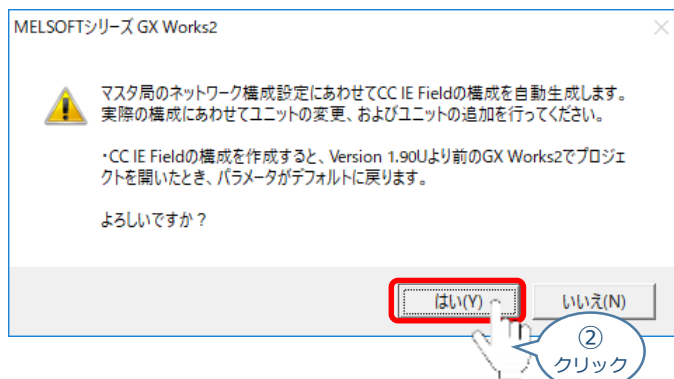 MELSOFTシリーズ GX Works2
マスタ局のネットワーク構成設定にあわせてCC IE Fieldの構成を自動生成します。
実際の構成にあわせてユニットの変更、およびユニットの追加を行ってください。
・CC IE Fieldの構成を作成すると、Version 1.90Uより前のGX Works2でプロジェ
クトを開いたとき、パラメータがデフォルトに戻ります。
よろしいですか？
はい(Y)
いいえ(N)
②
クリック